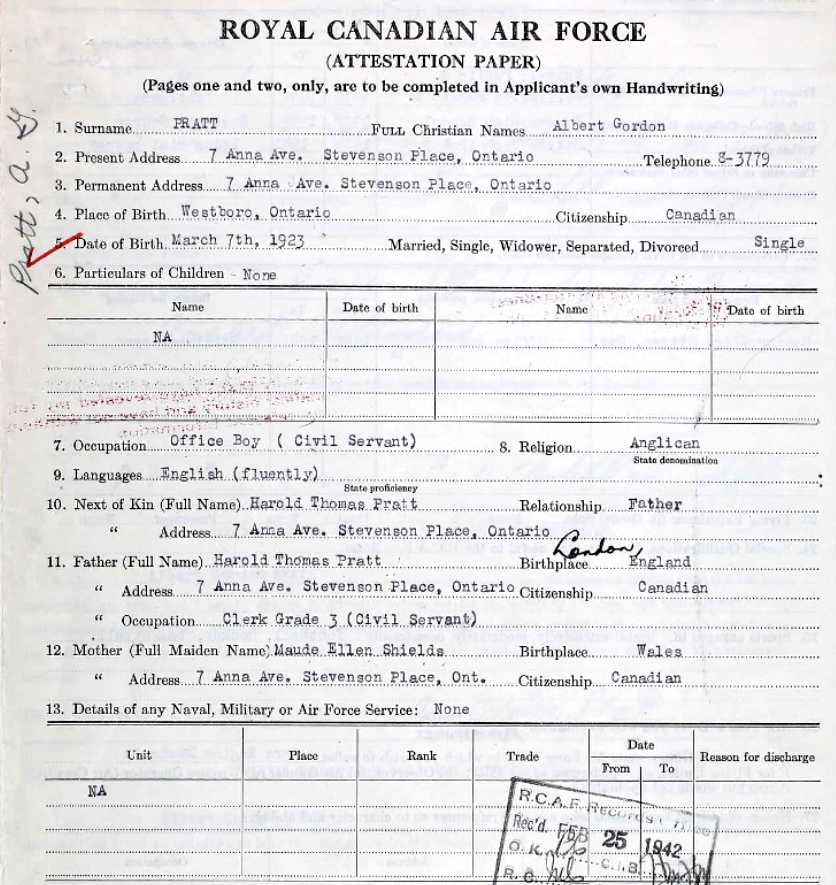 ROYAL CANADIAN AIR FORCE
(ATTESTATION PAPER)
(Pages one and two, only, are to be completed in Applicant's own Handwriting)
Pratt, A. G.
1. Surname PRATT FULL Christian Names Albert Gordon
2. Present Address 7 Anna Ave. Stevenson Place, Ontario Telephone 8-3779
3. Permanent Address 7 Anna Ave. Stevenson Place, Ontario
4. Place of Birth Westboro, Ontario Citizenship Canadian
5. Date of Birth March 7th, 1923 Married, Single, Widower, Separated, Divorced Single
6. Particulars of Children - None
Name Date of birth Name Date of birth
NA
7. Occupation Office Boy ( Civil Servant) 8. Religion Anglican
State denomination
9. Languages English (fluently)
State proficiency
10. Next of Kin (Full Name) Harold Thomas Pratt Relationship Father
" Address 7 Anna Ave. Stevenson Place, Ontario
11. Father (Full Name) Harold Thomas Pratt Birthplace London, England
" Address 7 Anna Ave. Stevenson Place, Ontario Citizenship Canadian
" Occupation Clerk Grade 3 (Civil Servant)
12. Mother (Full Maiden Name) Maude Ellen Shields Birthplace Wales
" Address 7 Anna Ave. Stevenson Place, Ont. Citizenship Canadian
13. Details of any Naval, Military or Air Force Service: None
Unit Place Rank Trade Date Reason for discharge
From To
NA
R.C.A.F. Records Office
Rec'd. FEB 25 1942
O.K. C.I.B.
R.C.